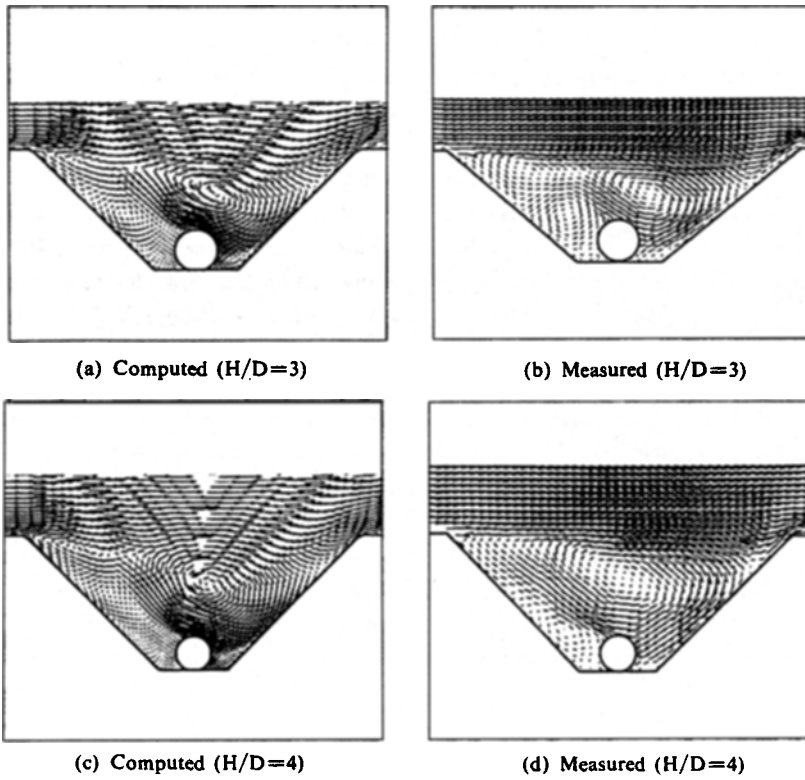 (a) Computed (H/D=3)
(b) Measured (H/D=3)
(c) Computed (H/D=4)
(d) Measured (H/D=4)